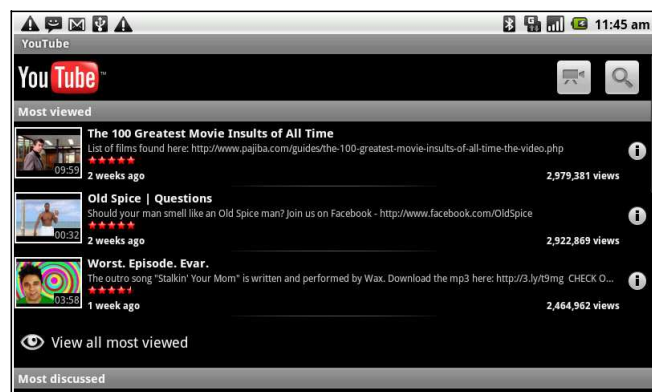 11:45 am
YouTube
You Tube ™
Most viewed
The 100 Greatest Movie Insults of All Time
List of films found here: http://www.pajiba.com/guides/the-100-greatest-movie-insults-of-all-time-the-video.php
09:59
2 weeks ago 2,979,381 views
Old Spice | Questions
Should your man smell like an Old Spice man? Join us on Facebook - http://www.facebook.com/OldSpice
00:32
2 weeks ago 2,922,869 views
Worst. Episode. Evar.
The outro song "Stalkin' Your Mom" is written and performed by Wax. Download the mp3 here: http://3.ly/t9mg CHECK O...
03:58
1 week ago 2,464,962 views
View all most viewed
Most discussed